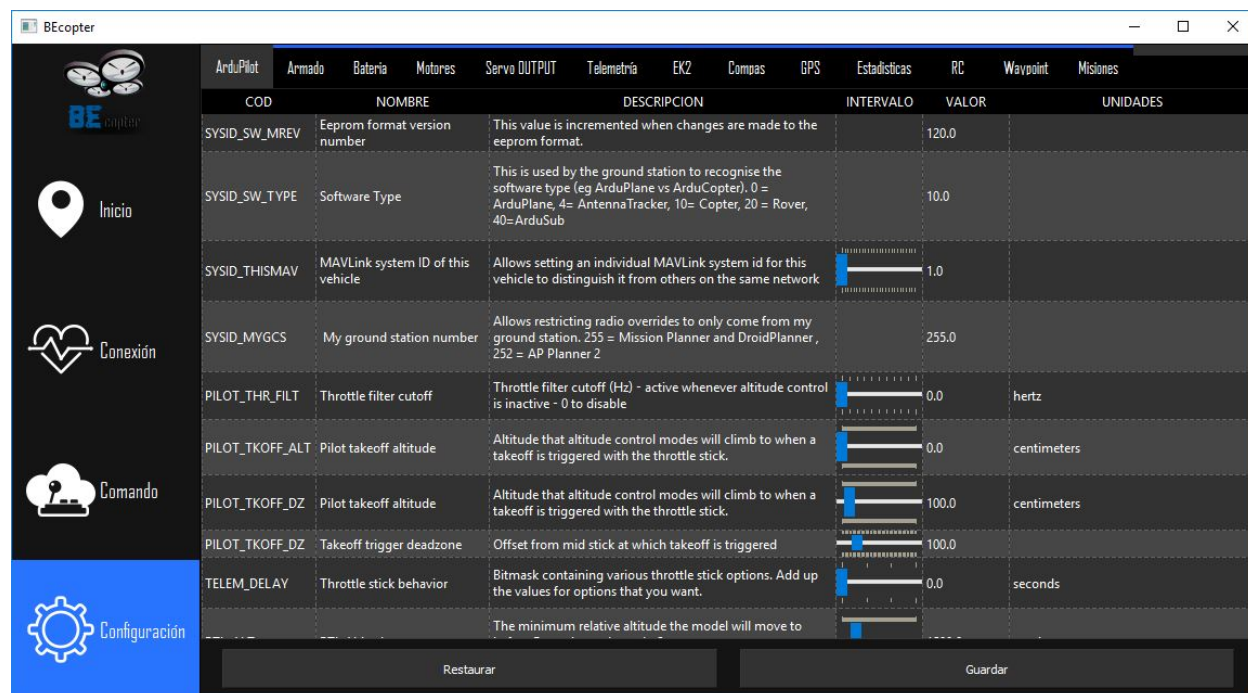 BEcopter
BEcopter
Inicio
Conexión
Comando
Configuración
ArduPilot Armado Bateria Motores Servo OUTPUT Telemetría EK2 Compas GPS Estadisticas RC Waypoint Misiones
COD NOMBRE DESCRIPCION INTERVALO VALOR UNIDADES
SYSID_SW_MREV
Eeprom format version
number
This value is incremented when changes are made to the
eeprom format.
120.0
SYSID_SW_TYPE
Software Type
This is used by the ground station to recognise the
software type (eg ArduPlane vs ArduCopter). 0 =
ArduPlane, 4= AntennaTracker, 10= Copter, 20 = Rover,
40=ArduSub
10.0
SYSID_THISMAV
MAVLink system ID of this
vehicle
Allows setting an individual MAVLink system id for this
vehicle to distinguish it from others on the same network
1.0
SYSID_MYGCS
My ground station number
Allows restricting radio overrides to only come from my
ground station. 255 = Mission Planner and DroidPlanner ,
252 = AP Planner 2
255.0
PILOT_THR_FILT
Throttle filter cutoff
Throttle filter cutoff (Hz) - active whenever altitude control
is inactive - 0 to disable
0.0
hertz
PILOT_TKOFF_ALT
Pilot takeoff altitude
Altitude that altitude control modes will climb to when a
takeoff is triggered with the throttle stick.
0.0
centimeters
PILOT_TKOFF_DZ
Pilot takeoff altitude
Altitude that altitude control modes will climb to when a
takeoff is triggered with the throttle stick.
100.0
centimeters
PILOT_TKOFF_DZ
Takeoff trigger deadzone
Offset from mid stick at which takeoff is triggered
100.0
TELEM_DELAY
Throttle stick behavior
Bitmask containing various throttle stick options. Add up
the values for options that you want.
0.0
seconds
The minimum relative altitude the model will move to
Restaurar
Guardar